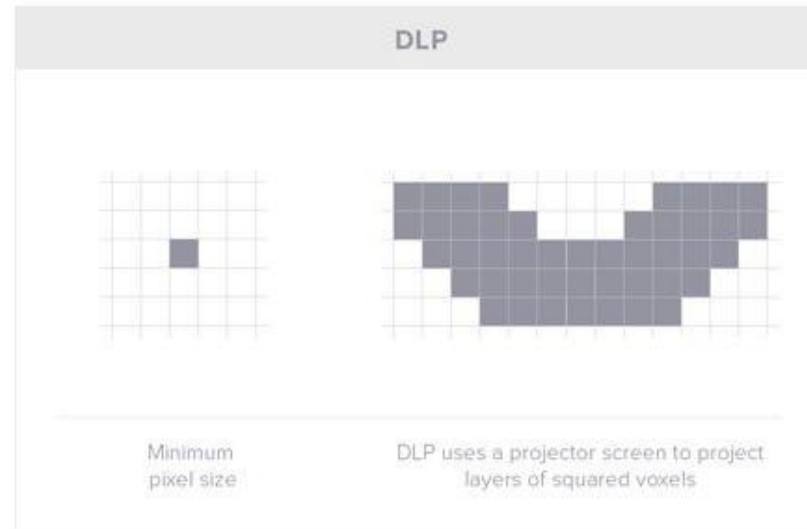 DLP
Minimum
pixel size
DLP uses a projector screen to project
layers of squared voxels